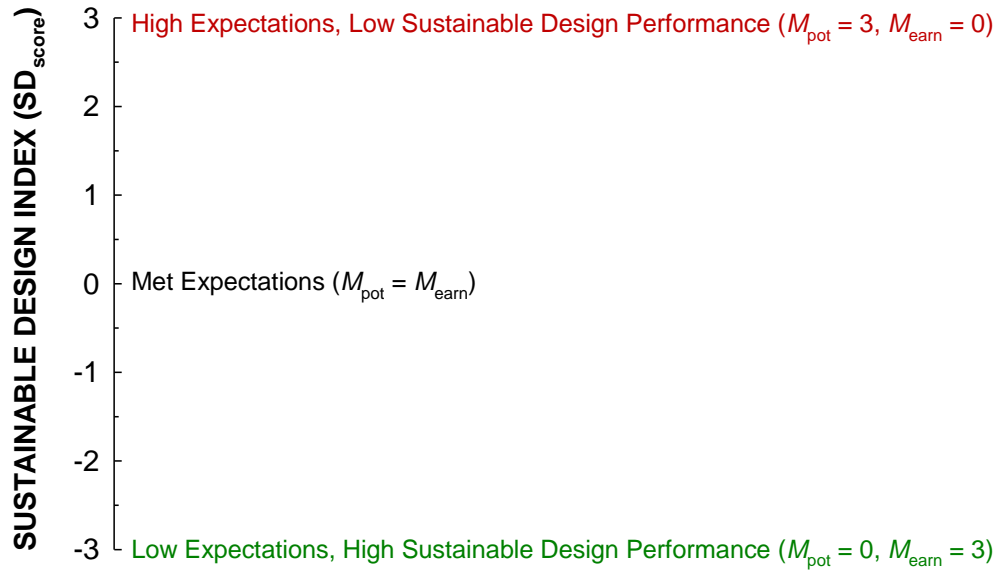 SUSTAINABLE DESIGN INDEX (SDscore)
3 High Expectations, Low Sustainable Design Performance (Mpot = 3, Mearn = 0)
2
1
0 Met Expectations (Mpot = Mearn)
-1
-2
-3 Low Expectations, High Sustainable Design Performance (Mpot = 0, Mearn = 3)